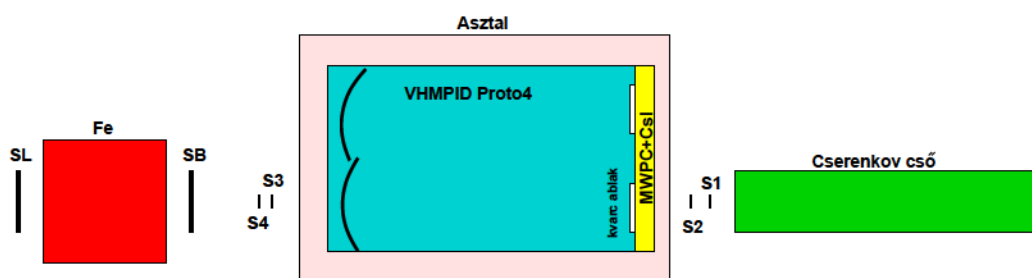 Asztal
VHMPID Proto4
Fe
SL
SB
S3
S4
kvarc ablak
MWPC+CsI
S1
S2
Cserenkov cső